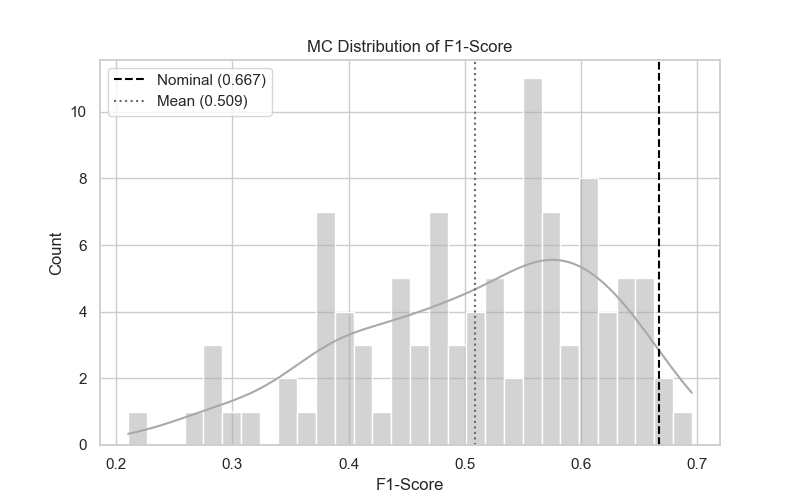 MC Distribution of F1-Score
Nominal (0.667)
Mean (0.509)
10
8
6
4
2
0
Count
0.2 0.3 0.4 0.5 0.6 0.7
F1-Score